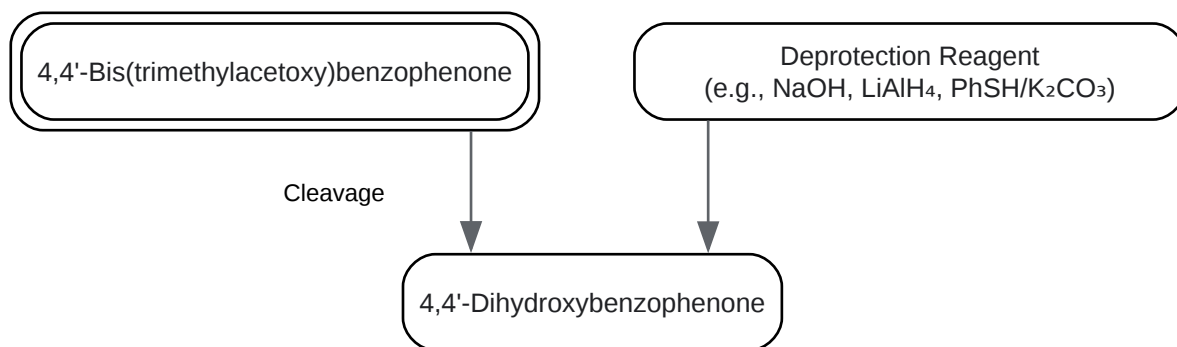 4,4'-Bis(trimethylacetoxy)benzophenone
Deprotection Reagent
(e.g., NaOH, LiAlH₄, PhSH/K₂CO₃)
Cleavage
4,4'-Dihydroxybenzophenone